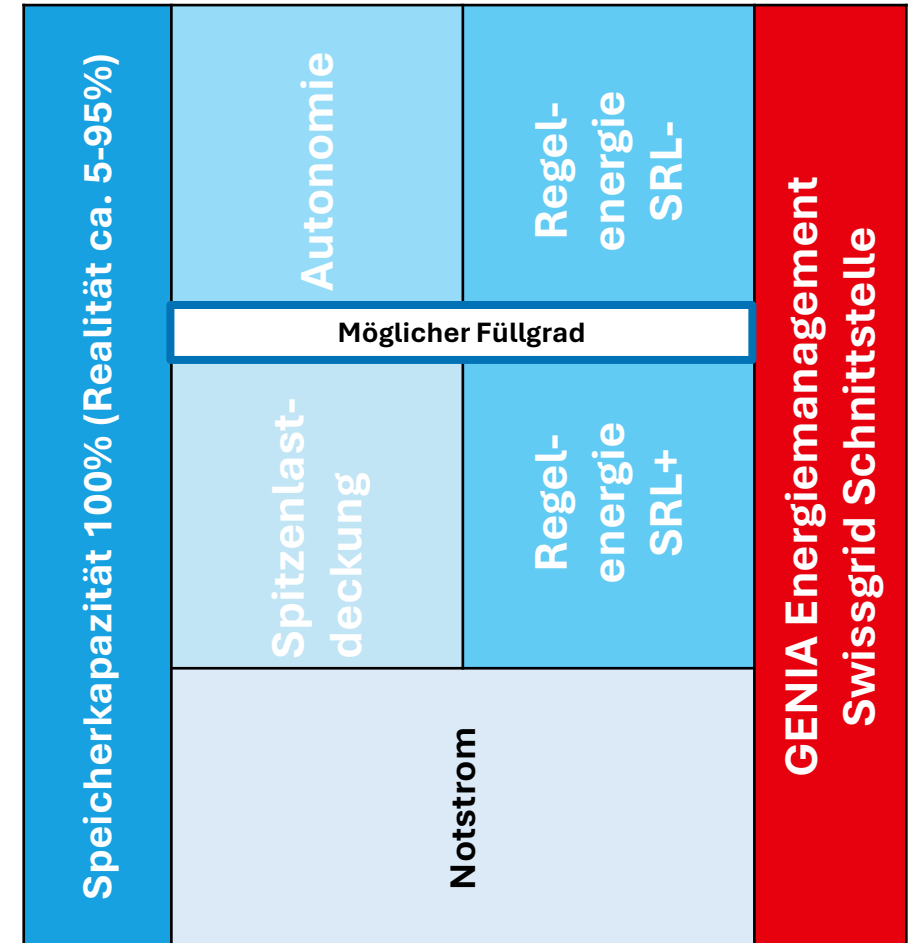 Speicherkapazität 100% (Realität ca. 5-95%)
Autonomie
Regel-
energie
SRL-
Möglicher Füllgrad
Spitzenlast-
deckung
Regel-
energie
SRL+
Notstrom
GENIA Energiemanagement
Swissgrid Schnittstelle